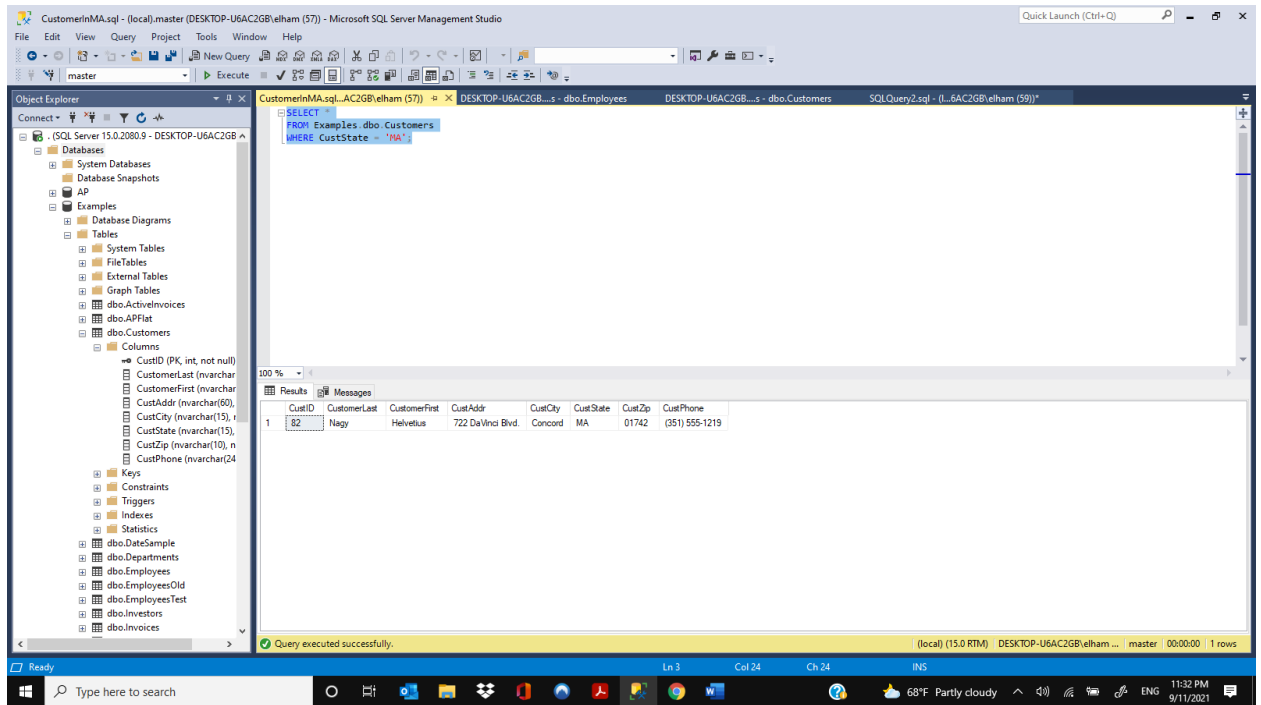 CustomerInMA.sql - (local).master (DESKTOP-U6AC2GB\elham (57)) - Microsoft SQL Server Management Studio
Quick Launch (Ctrl+Q)
File Edit View Query Project Tools Window Help
New Query
master
Execute
Object Explorer
Connect
. (SQL Server 15.0.2080.9 - DESKTOP-U6AC2GB
Databases
System Databases
Database Snapshots
AP
Examples
Database Diagrams
Tables
System Tables
FileTables
External Tables
Graph Tables
dbo.ActiveInvoices
dbo.APFlat
dbo.Customers
Columns
CustID (PK, int, not null)
CustomerLast (nvarchar
CustomerFirst (nvarchar
CustAddr (nvarchar(60),
CustCity (nvarchar(15), r
CustState (nvarchar(15),
CustZip (nvarchar(10), n
CustPhone (nvarchar(24
Keys
Constraints
Triggers
Indexes
Statistics
dbo.DateSample
dbo.Departments
dbo.Employees
dbo.EmployeesOld
dbo.EmployeesTest
dbo.Investors
dbo.Invoices
CustomerInMA.sql...AC2GB\elham (57)) DESKTOP-U6AC2GB....s - dbo.Employees DESKTOP-U6AC2GB....s - dbo.Customers SQLQuery2.sql - (l...6AC2GB\elham (59))*
SELECT *
FROM Examples.dbo.Customers
WHERE CustState = 'MA';
100 %
Results Messages
CustID CustomerLast CustomerFirst CustAddr CustCity CustState CustZip CustPhone
1 82 Nagy Helvetius 722 DaVinci Blvd. Concord MA 01742 (351) 555-1219
Query executed successfully.
(local) (15.0 RTM) DESKTOP-U6AC2GB\elham ... master 00:00:00 1 rows
Ready Ln 3 Col 24 Ch 24 INS
Type here to search
68°F Partly cloudy ENG 11:32 PM
9/11/2021